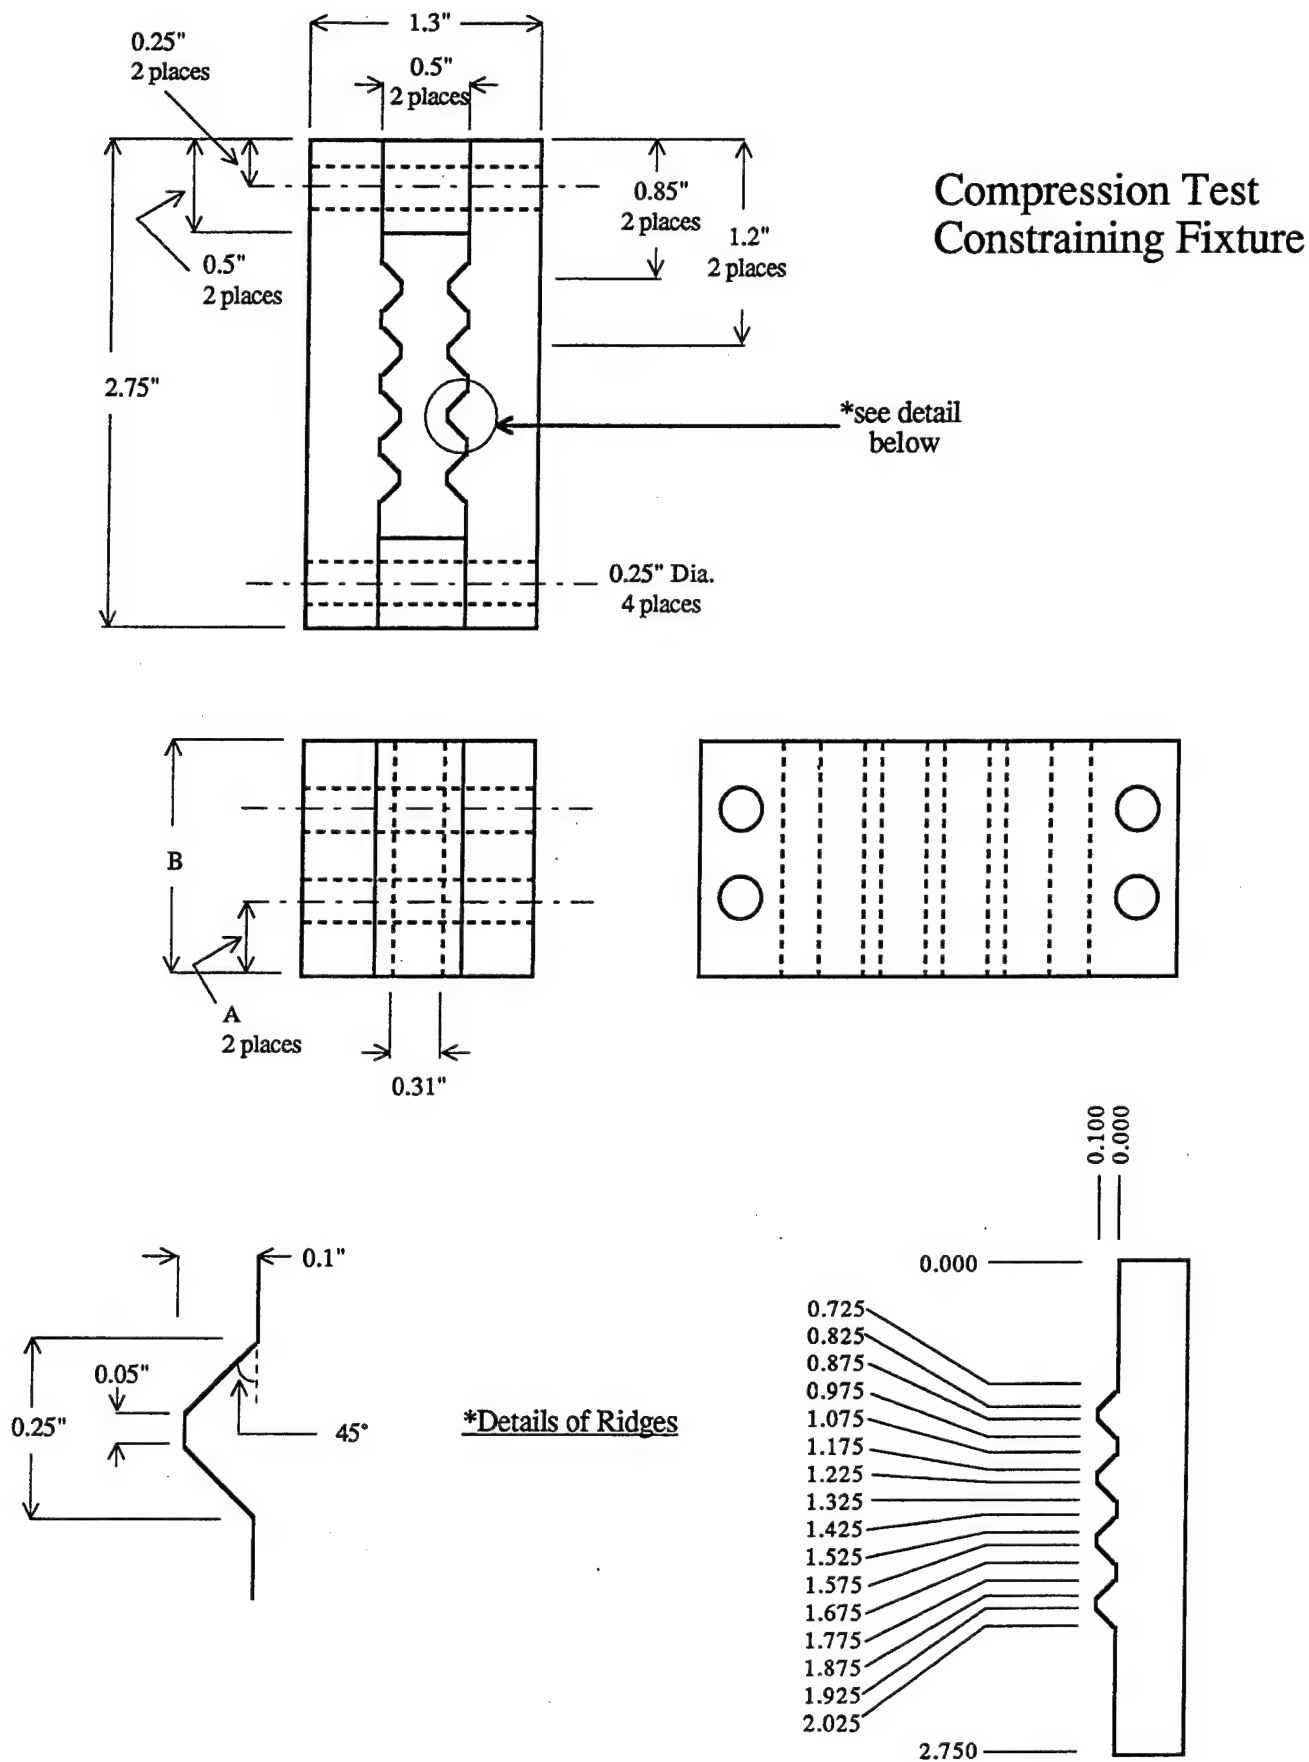 1.3"
0.25"
2 places
0.5"
2 places
Compression Test
Constraining Fixture
0.85"
2 places
1.2"
2 places
0.5"
2 places
2.75"
*see detail
below
0.25" Dia.
4 places
B
A
2 places
0.31"
0.100
0.000
0.1"
0.05"
0.25"
45°
*Details of Ridges
0.000
0.725
0.825
0.875
0.975
1.075
1.175
1.225
1.325
1.425
1.525
1.575
1.675
1.775
1.875
1.925
2.025
2.750